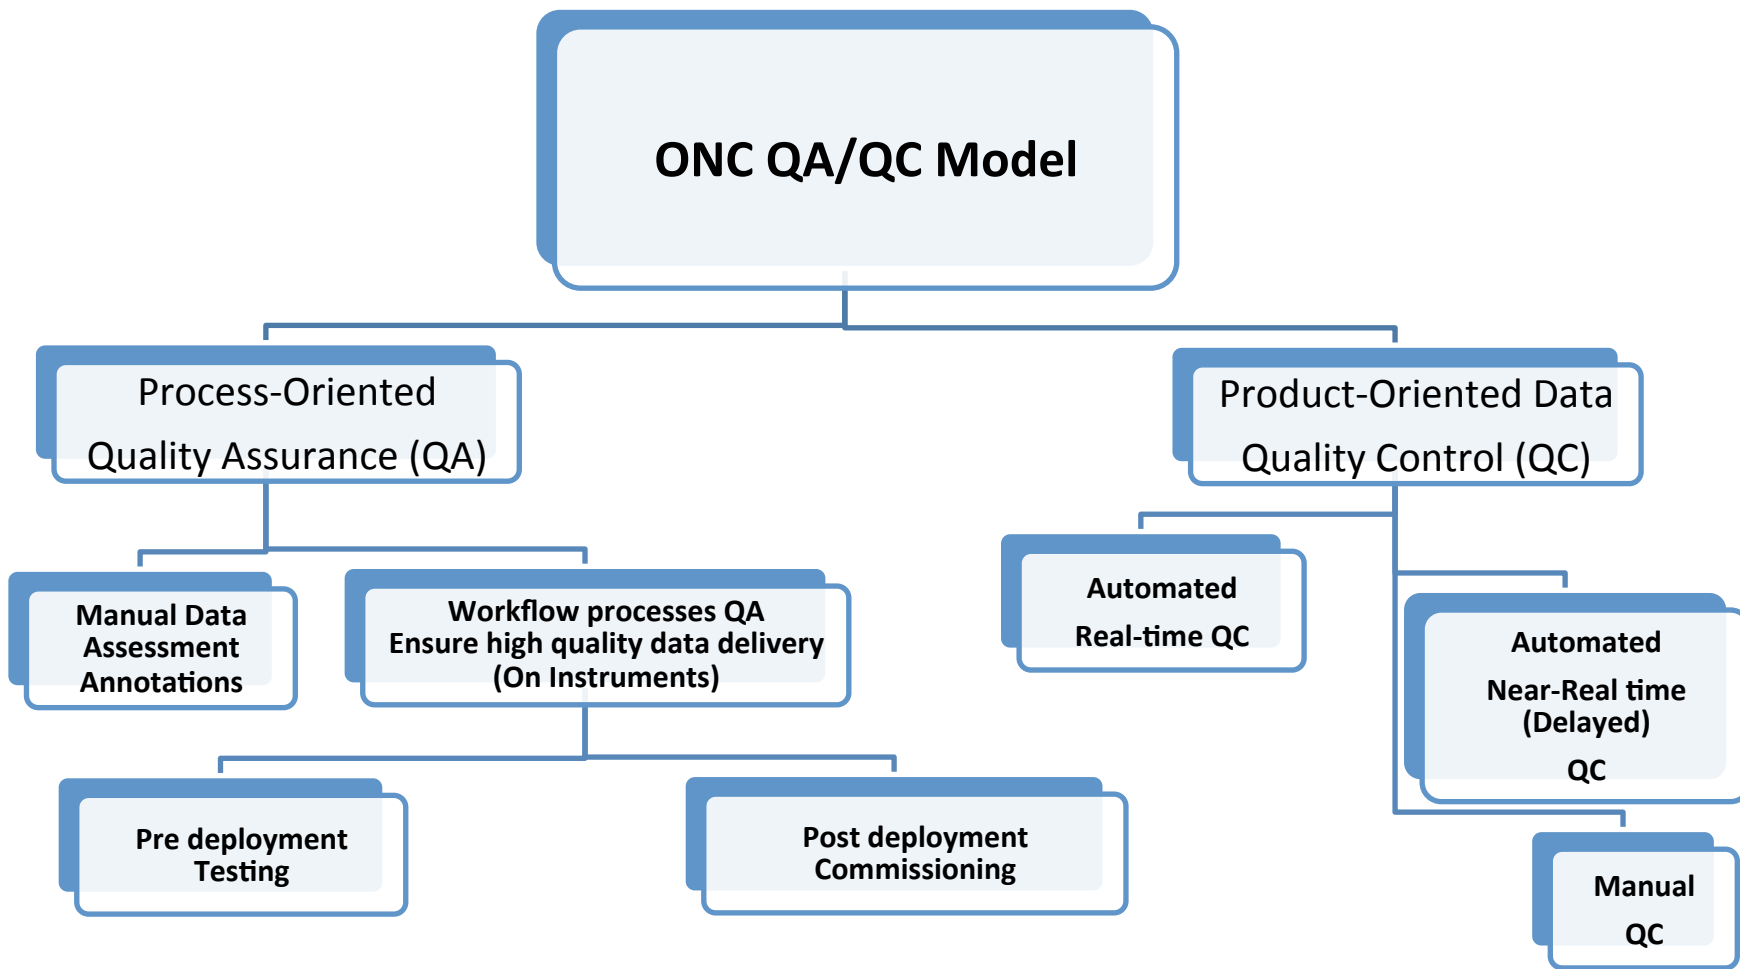 ONC QA/QC Model
Process-Oriented
Quality Assurance (QA)
Product-Oriented Data
Quality Control (QC)
Manual Data
Assessment
Annotations
Workflow processes QA
Ensure high quality data delivery
(On Instruments)
Automated
Real-time QC
Automated
Near-Real time
(Delayed)
QC
Pre deployment
Testing
Post deployment
Commissioning
Manual
QC